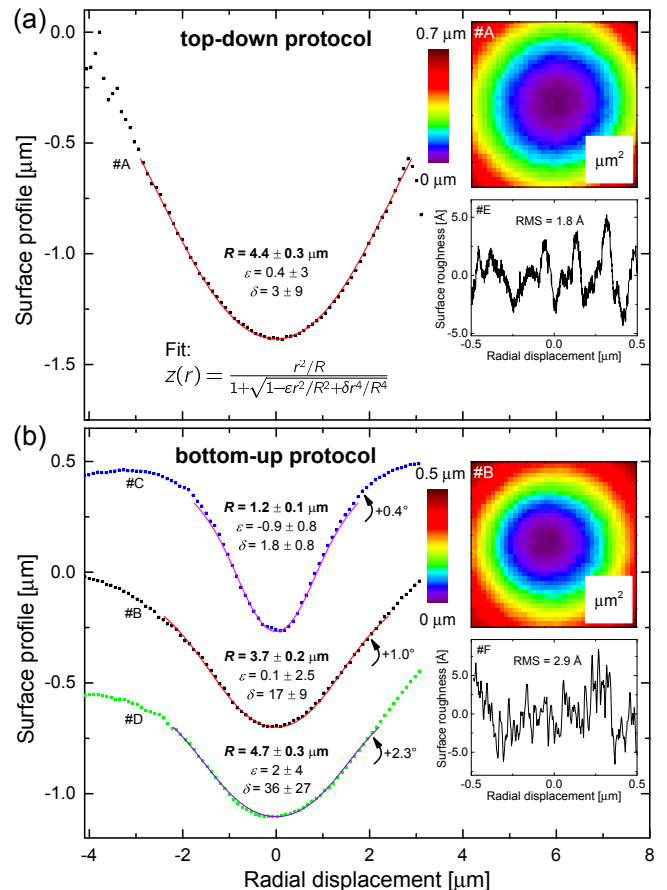 (a)
top-down protocol
0.0
-0.5
-1.0
-1.5
Surface profile [μm]
#A
R = 4.4 ± 0.3 μm
ε = 0.4 ± 3
δ = 3 ± 9
Fit:
z(r) = r²/R / 1+√1−εr²/R²+δr⁴/R⁴
0.7 μm
0 μm
#A
μm²
#E
RMS = 1.8 Å
5.0
0.0
-5.0
Surface roughness [Å]
-0.5 0.0 0.5
Radial displacement [μm]
(b)
bottom-up protocol
0.5
0.0
-0.5
-1.0
Surface profile [μm]
#C
R = 1.2 ± 0.1 μm
ε = -0.9 ± 0.8
δ = 1.8 ± 0.8
+0.4°
#B
R = 3.7 ± 0.2 μm
ε = 0.1 ± 2.5
δ = 17 ± 9
+1.0°
#D
R = 4.7 ± 0.3 μm
ε = 2 ± 4
δ = 36 ± 27
+2.3°
0.5 μm
0 μm
#B
μm²
#F
RMS = 2.9 Å
5.0
0.0
-5.0
Surface roughness [Å]
-0.5 0.0 0.5
Radial displacement [μm]
-4 -2 0 2 4 6 8
Radial displacement [μm]